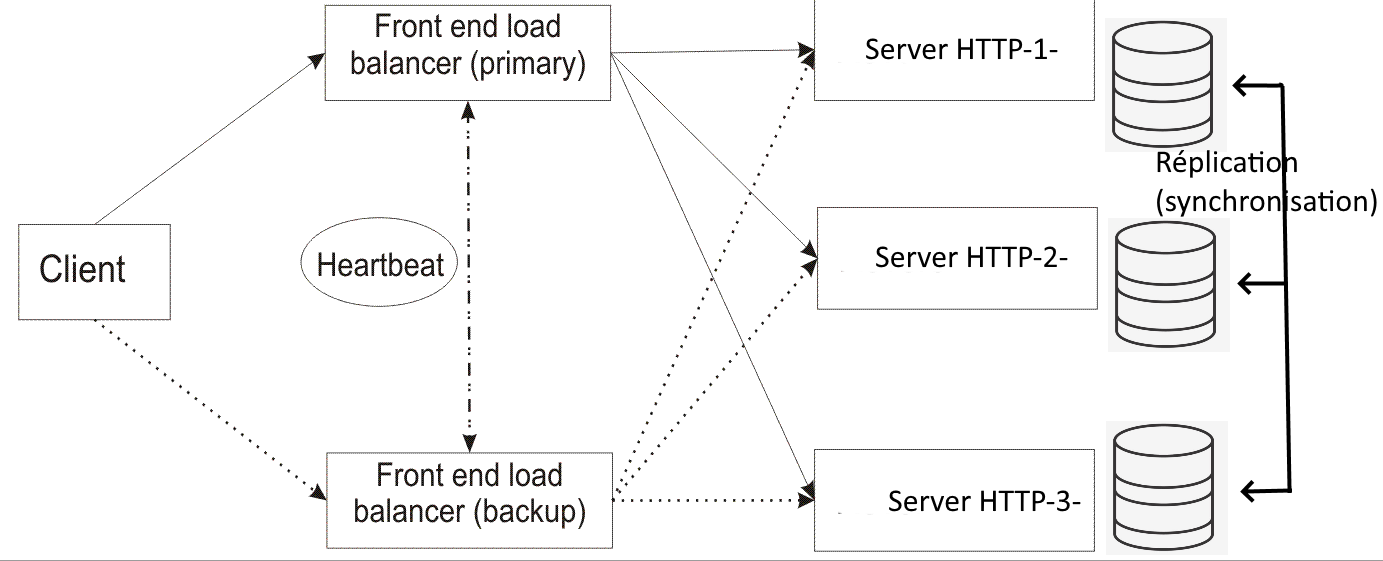 Front end load
balancer (primary)
Server HTTP-1-
Réplication
(synchronisation)
Client
Heartbeat
Server HTTP-2-
Front end load
balancer (backup)
Server HTTP-3-